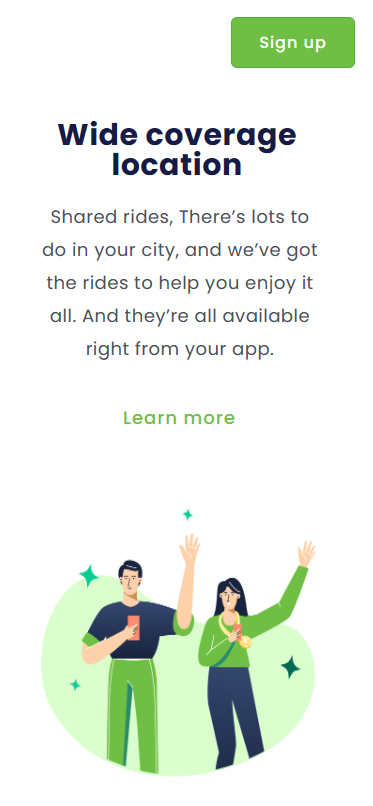 Sign up
Wide coverage
location
Shared rides, There’s lots to
do in your city, and we’ve got
the rides to help you enjoy it
all. And they’re all available
right from your app.
Learn more